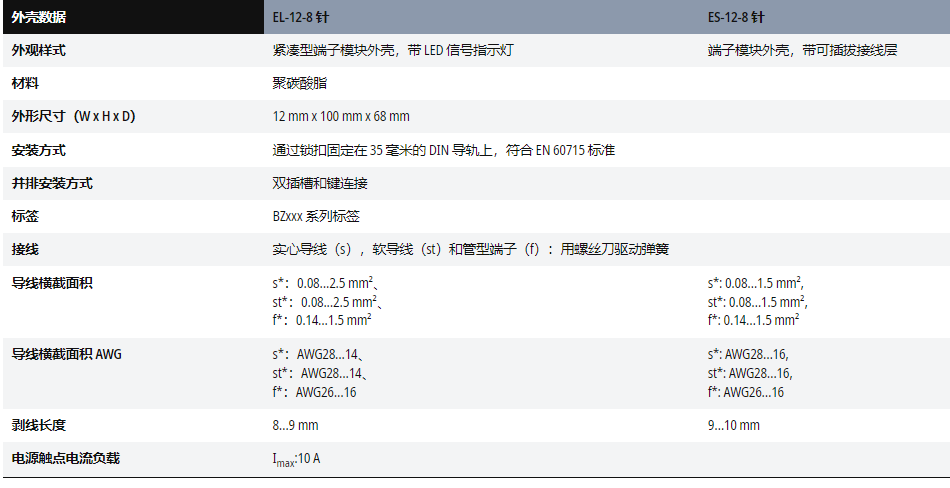 外壳数据 EL-12-8 针 ES-12-8 针
外观样式 紧凑型端子模块外壳，带 LED 信号指示灯 端子模块外壳，带可插拔接线层
材料 聚碳酸脂
外形尺寸（W x H x D） 12 mm x 100 mm x 68 mm
安装方式 通过锁扣固定在 35 毫米的 DIN 导轨上，符合 EN 60715 标准
并排安装方式 双插槽和键连接
标签 BZxxx 系列标签
接线 实心导线（s），软导线（st）和管型端子（f）：用螺丝刀驱动弹簧
导线横截面积 s*：0.08…2.5 mm²、 s*: 0.08…1.5 mm²,
st*：0.08…2.5 mm²、 st*: 0.08…1.5 mm²,
f*：0.14…1.5 mm² f*: 0.14…1.5 mm²
导线横截面积 AWG s*：AWG28…14、 s*: AWG28…16,
st*：AWG28…14、 st*: AWG28…16,
f*：AWG26…16 f*: AWG26…16
剥线长度 8…9 mm 9…10 mm
电源触点电流负载 Imax:10 A